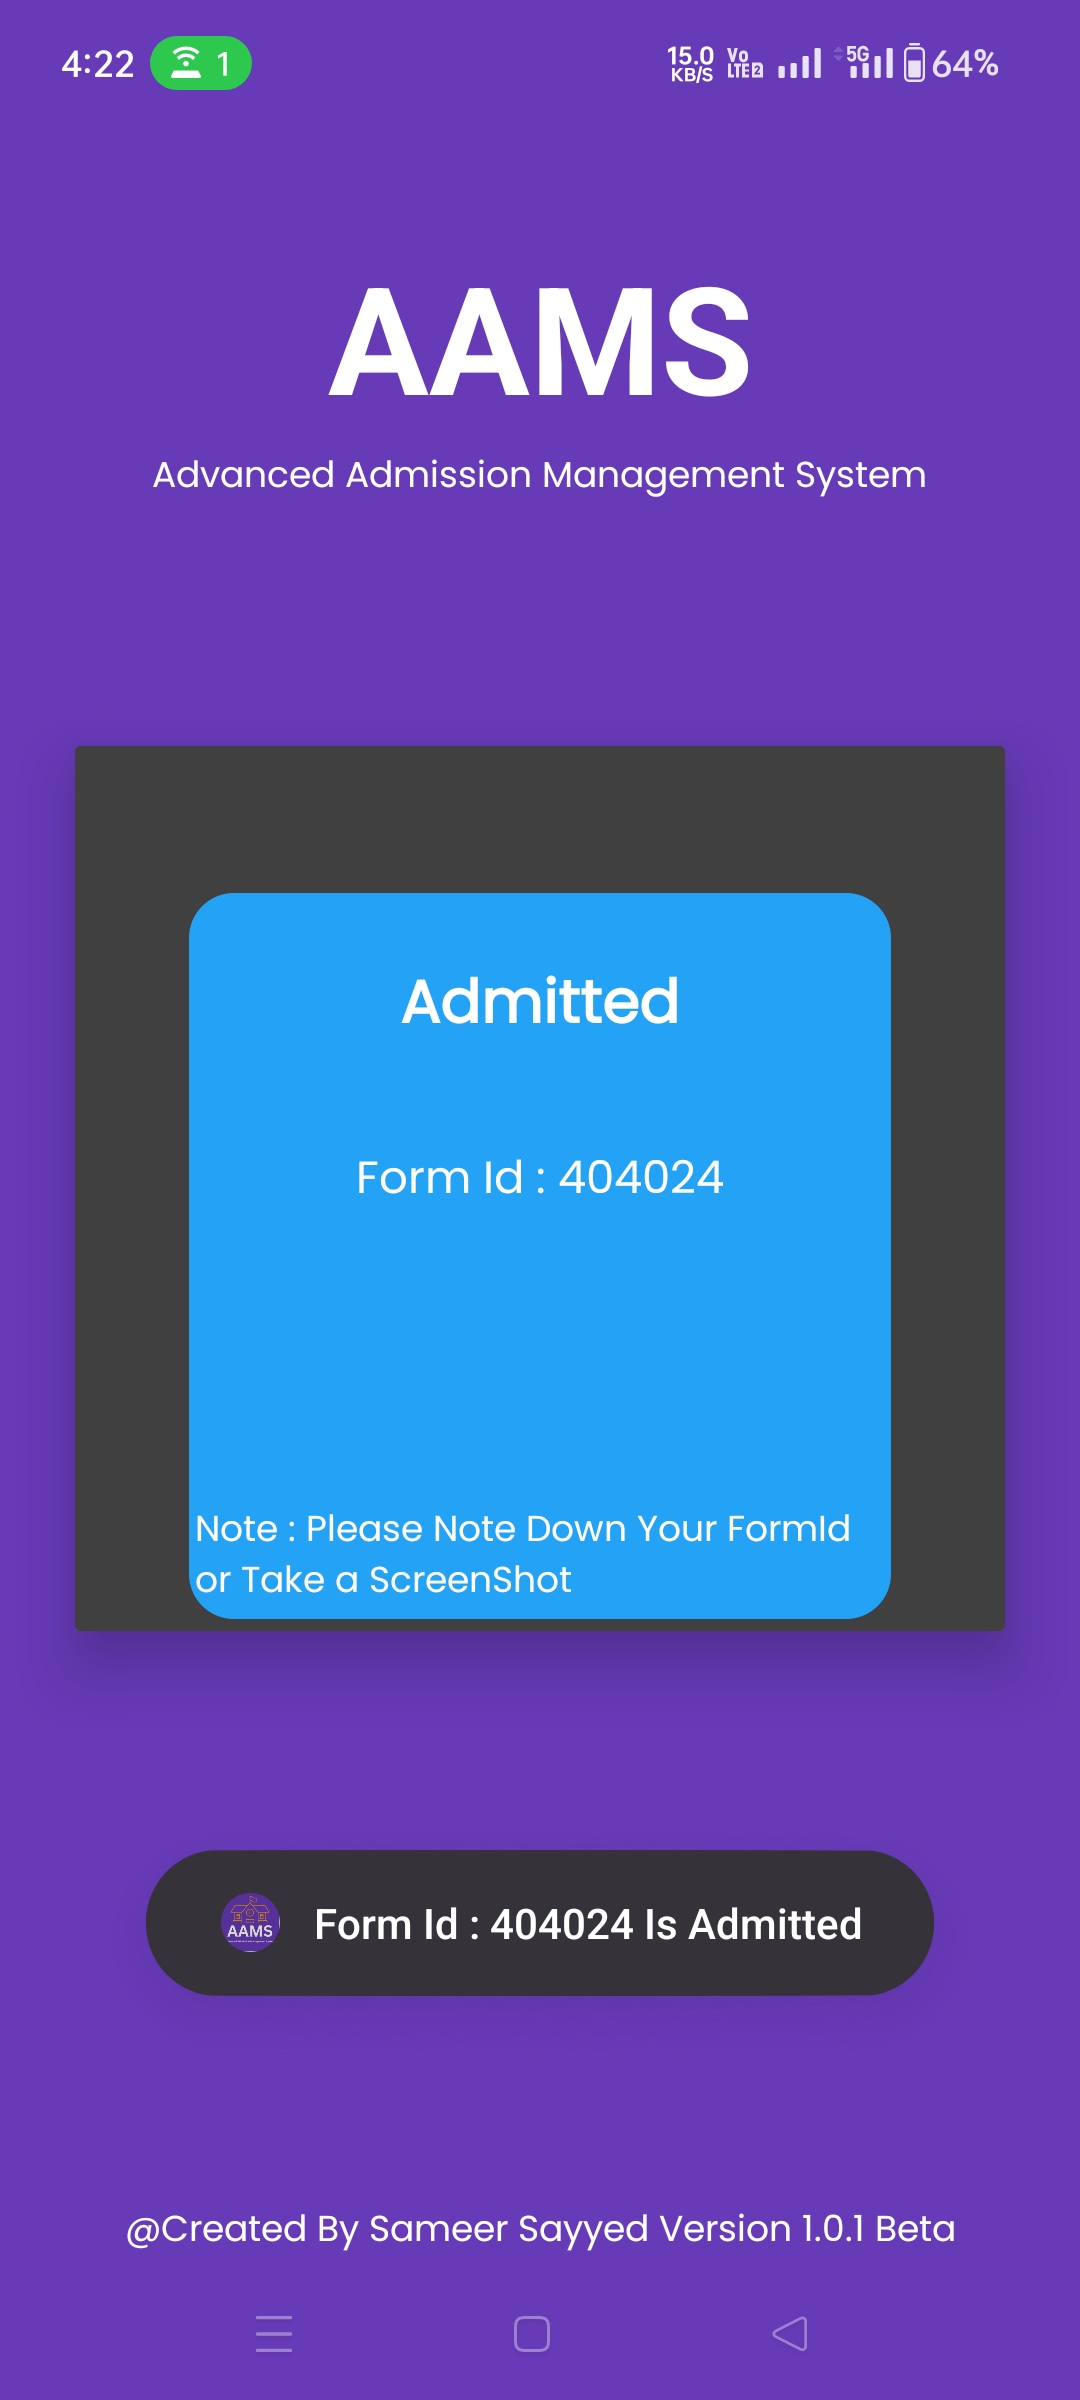 4:22 1 15.0 KB/S Vo LTE 2 5G 64%
AAMS
Advanced Admission Management System
Admitted
Form Id : 404024
Note : Please Note Down Your FormId
or Take a ScreenShot
AAMS
Form Id : 404024 Is Admitted
@Created By Sameer Sayyed Version 1.0.1 Beta